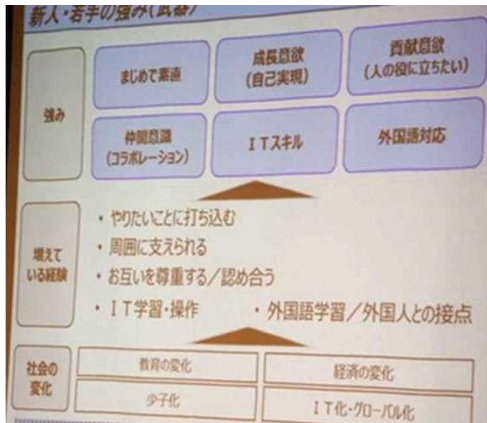 新人・若手の強み(武器)
強み
まじめで素直
成長意欲
(自己実現)
貢献意欲
(人の役に立ちたい)
仲間意識
(コラボレーション)
ITスキル
外国語対応
増えて
いる経験
・やりたいことに打ち込む
・周囲に支えられる
・お互いを尊重する/認め合う
・IT学習・操作
・外国語学習/外国人との接点
社会の
変化
教育の変化
経済の変化
少子化
IT化・グローバル化